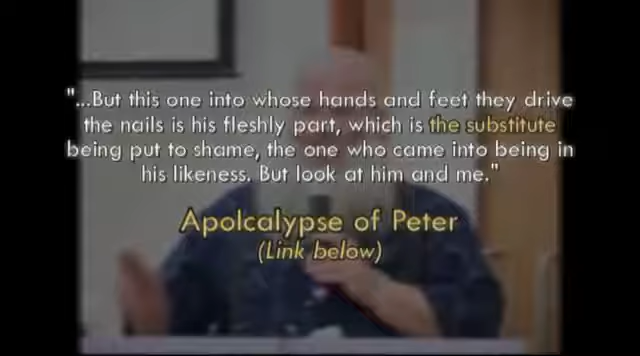 "...But this one into whose hands and feet they drive
the nails is his fleshly part, which is the substitute
being put to shame, the one who came into being in
his likeness. But look at him and me."
Apolcalypse of Peter
(Link below)